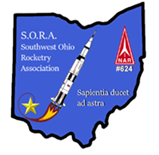 S.O.R.A.
Southwest Ohio
Rocketry
Association
NAR
#624
Sapientia ducet
ad astra